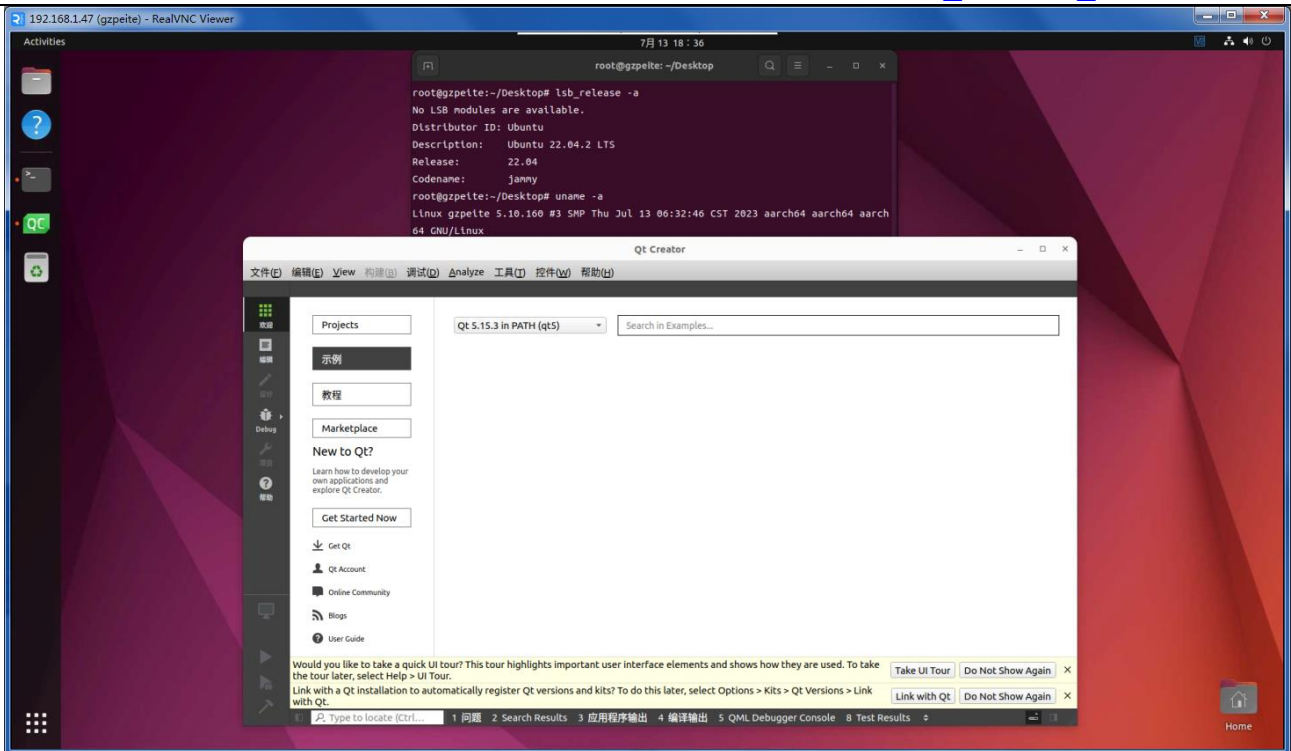 192.168.1.47 (gzpeite) - RealVNC Viewer
Activities
7月 13 18：36
root@gzpeite: ~/Desktop
root@gzpeite:~/Desktop# lsb_release -a
No LSB modules are available.
Distributor ID: Ubuntu
Description: Ubuntu 22.04.2 LTS
Release: 22.04
Codename: jammy
root@gzpeite:~/Desktop# uname -a
Linux gzpeite 5.10.160 #3 SMP Thu Jul 13 06:32:46 CST 2023 aarch64 aarch64 aarch
64 GNU/Linux
QC
Qt Creator
文件(F) 编辑(E) View 构建(B) 调试(D) Analyze 工具(T) 控件(W) 帮助(H)
欢迎
编辑
设计
Debug
项目
帮助
Projects
Qt 5.15.3 in PATH (qt5)
Search in Examples...
示例
教程
Marketplace
New to Qt?
Learn how to develop your
own applications and
explore Qt Creator.
Get Started Now
Get Qt
Qt Account
Online Community
Blogs
User Guide
Would you like to take a quick UI tour? This tour highlights important user interface elements and shows how they are used. To take
the tour later, select Help > UI Tour.
Take UI Tour
Do Not Show Again
Link with a Qt installation to automatically register Qt versions and kits? To do this later, select Options > Kits > Qt Versions > Link
with Qt.
Link with Qt
Do Not Show Again
Type to locate (Ctrl...
1 问题 2 Search Results 3 应用程序输出 4 编译输出 5 QML Debugger Console 8 Test Results
Home